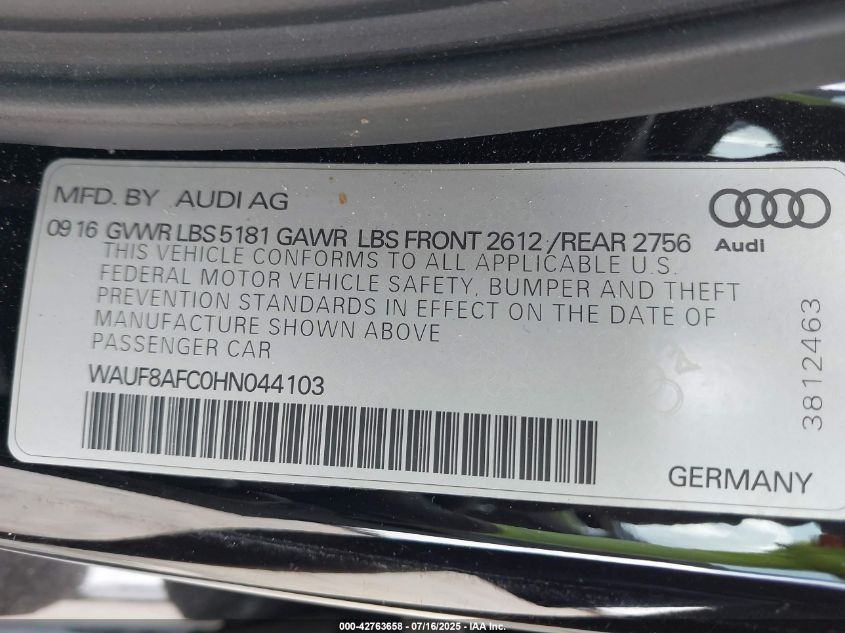 MFD. BY AUDI AG
09 16 GVWR LBS 5181 GAWR LBS FRONT 2612 /REAR 2756
Audi
THIS VEHICLE CONFORMS TO ALL APPLICABLE U.S.
FEDERAL MOTOR VEHICLE SAFETY, BUMPER AND THEFT
PREVENTION STANDARDS IN EFFECT ON THE DATE OF
MANUFACTURE SHOWN ABOVE
PASSENGER CAR
WAUF8AFC0HN044103
3812463
GERMANY
000-42763658 - 07/16/2025 - IAA Inc.